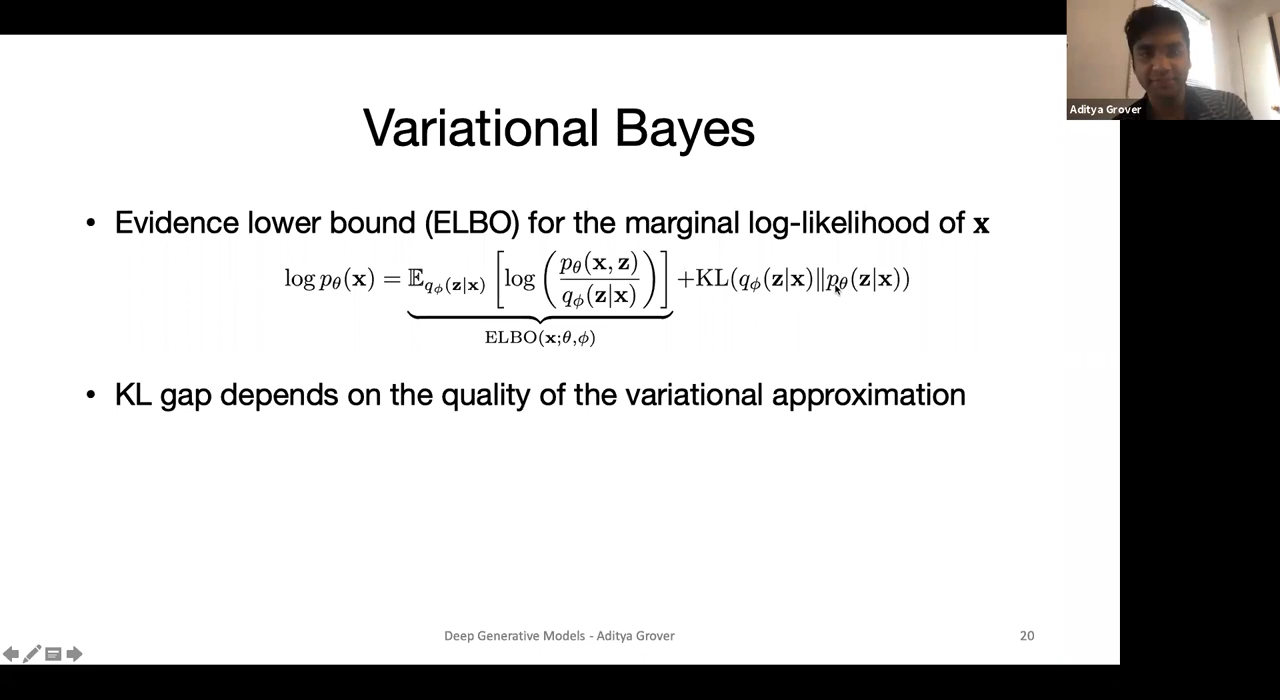 Aditya Grover
Variational Bayes
• Evidence lower bound (ELBO) for the marginal log-likelihood of x
log pθ(x) = 𝔼qϕ(z|x) [log (pθ(x, z) / qϕ(z|x))] +KL(qϕ(z|x)‖pθ(z|x))
ELBO(x;θ,ϕ)
• KL gap depends on the quality of the variational approximation
Deep Generative Models - Aditya Grover
20